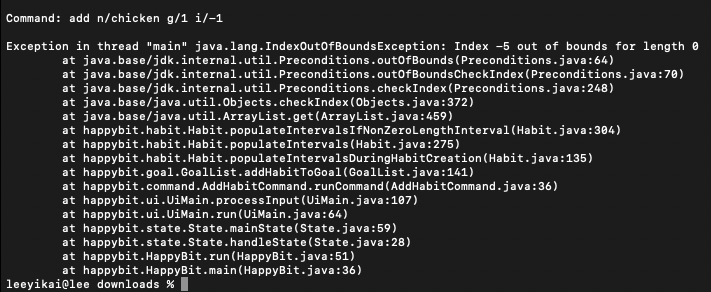 Command: add n/chicken g/1 i/-1
Exception in thread "main" java.lang.IndexOutOfBoundsException: Index -5 out of bounds for length 0
at java.base/jdk.internal.util.Preconditions.outOfBounds(Preconditions.java:64)
at java.base/jdk.internal.util.Preconditions.outOfBoundsCheckIndex(Preconditions.java:70)
at java.base/jdk.internal.util.Preconditions.checkIndex(Preconditions.java:248)
at java.base/java.util.Objects.checkIndex(Objects.java:372)
at java.base/java.util.ArrayList.get(ArrayList.java:459)
at happybit.habit.Habit.populateIntervalsIfNonZeroLengthInterval(Habit.java:304)
at happybit.habit.Habit.populateIntervals(Habit.java:275)
at happybit.habit.Habit.populateIntervalsDuringHabitCreation(Habit.java:135)
at happybit.goal.GoalList.addHabitToGoal(GoalList.java:141)
at happybit.command.AddHabitCommand.runCommand(AddHabitCommand.java:36)
at happybit.ui.UiMain.processInput(UiMain.java:107)
at happybit.ui.UiMain.run(UiMain.java:64)
at happybit.state.State.mainState(State.java:59)
at happybit.state.State.handleState(State.java:28)
at happybit.HappyBit.run(HappyBit.java:51)
at happybit.HappyBit.main(HappyBit.java:36)
leeyikai@lee downloads %